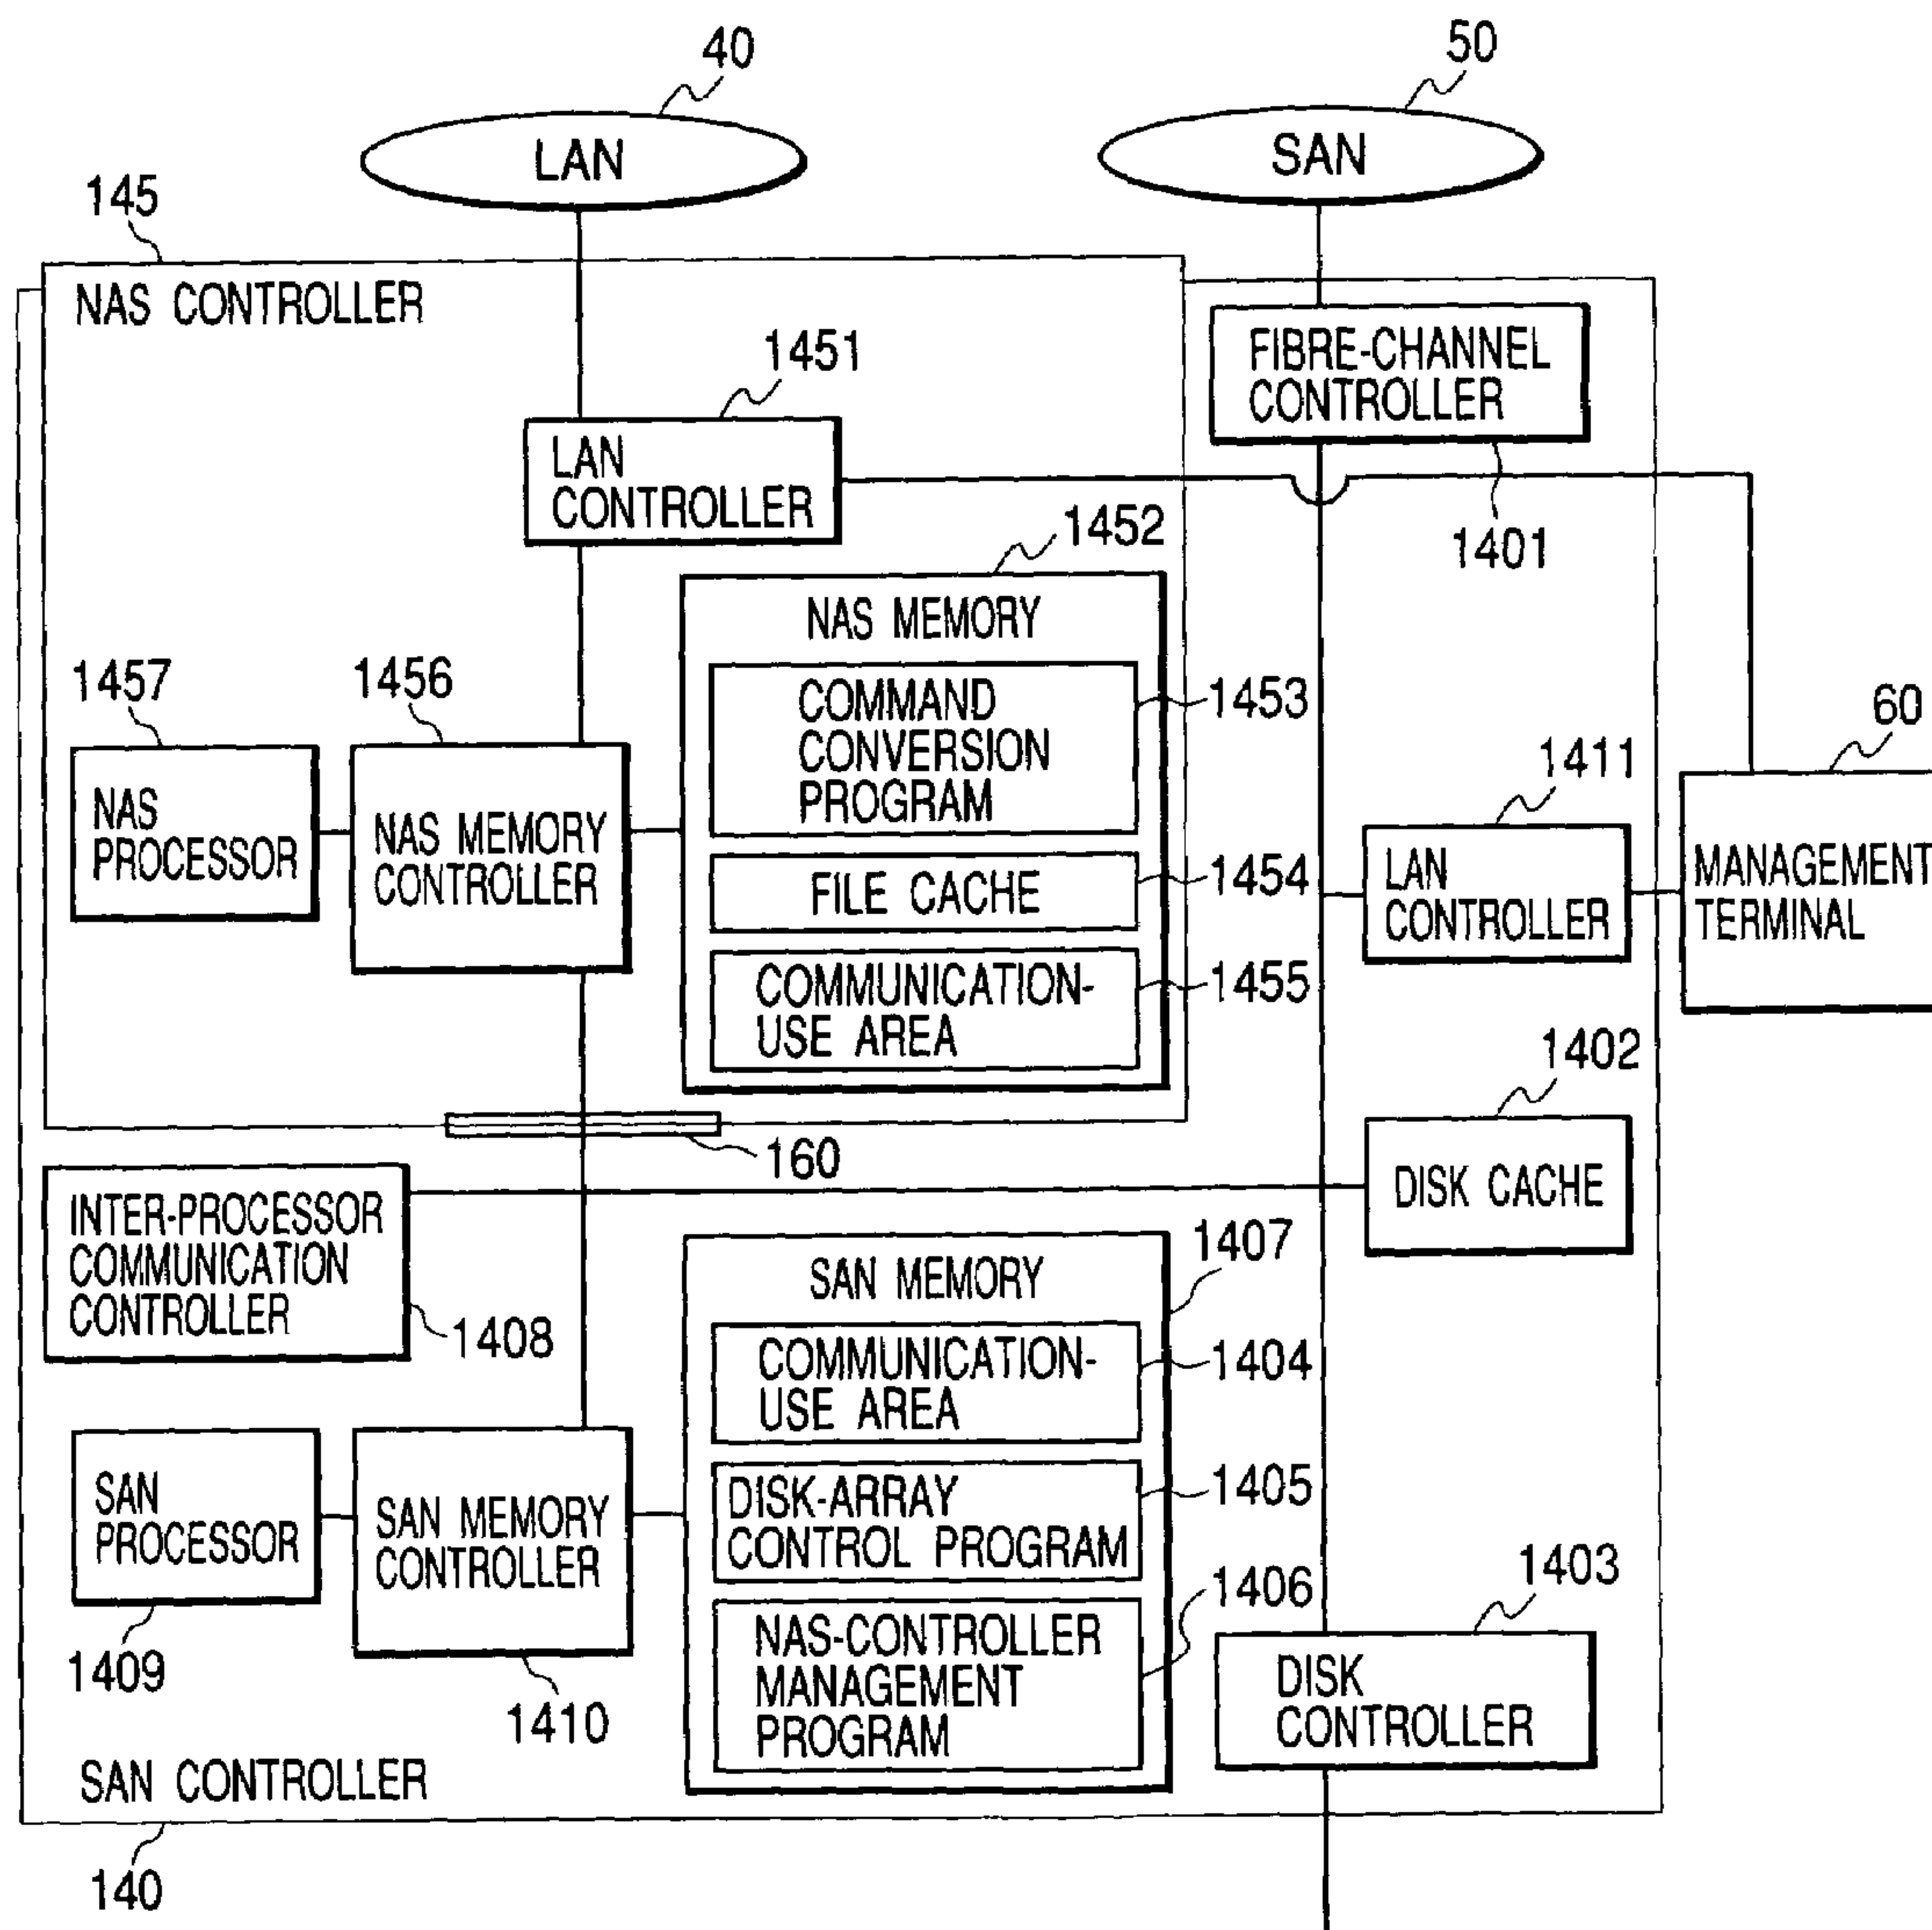 40
50
LAN
SAN
145
NAS CONTROLLER
1451
FIBRE-CHANNEL
CONTROLLER
LAN
CONTROLLER
1401
1452
NAS MEMORY
1457
1456
COMMAND
CONVERSION
PROGRAM
1453
60
1411
NAS
PROCESSOR
NAS MEMORY
CONTROLLER
FILE CACHE
1454
LAN
CONTROLLER
MANAGEMENT
TERMINAL
COMMUNICATION-
USE AREA
1455
1402
160
DISK CACHE
INTER-PROCESSOR
COMMUNICATION
CONTROLLER
1408
1407
SAN MEMORY
COMMUNICATION-
USE AREA
1404
SAN
PROCESSOR
SAN MEMORY
CONTROLLER
DISK-ARRAY
CONTROL PROGRAM
1405
1403
1406
NAS-CONTROLLER
MANAGEMENT
PROGRAM
1409
1410
DISK
CONTROLLER
SAN CONTROLLER
140